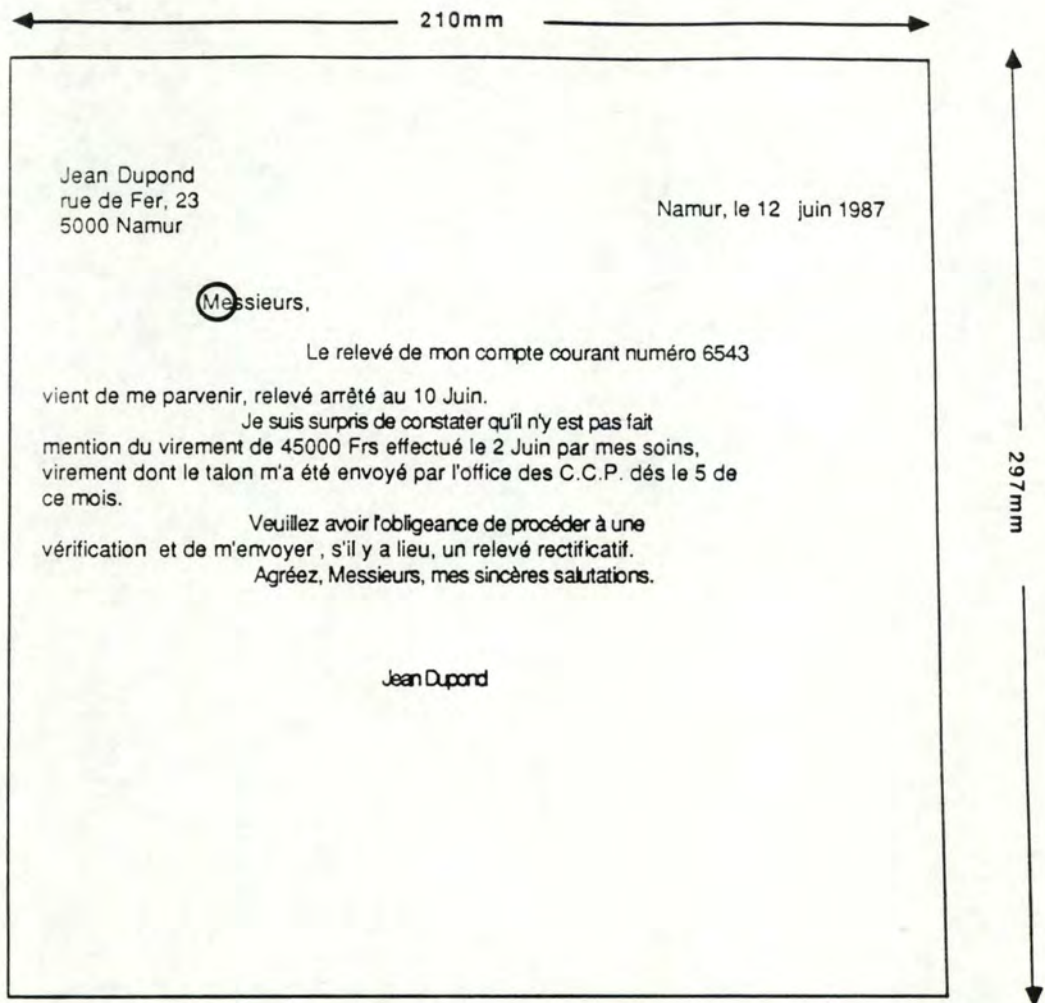 210mm
Jean Dupond
rue de Fer, 23
5000 Namur
Namur, le 12 juin 1987
Messieurs,
Le relevé de mon compte courant numéro 6543
vient de me parvenir, relevé arrêté au 10 Juin.
Je suis surpris de constater qu'il n'y est pas fait
mention du virement de 45000 Frs effectué le 2 Juin par mes soins,
virement dont le talon m'a été envoyé par l'office des C.C.P. dés le 5 de
ce mois.
Veuillez avoir l'obligeance de procéder à une
vérification et de m'envoyer , s'il y a lieu, un relevé rectificatif.
Agréez, Messieurs, mes sincères salutations.
Jean Dupond
297mm